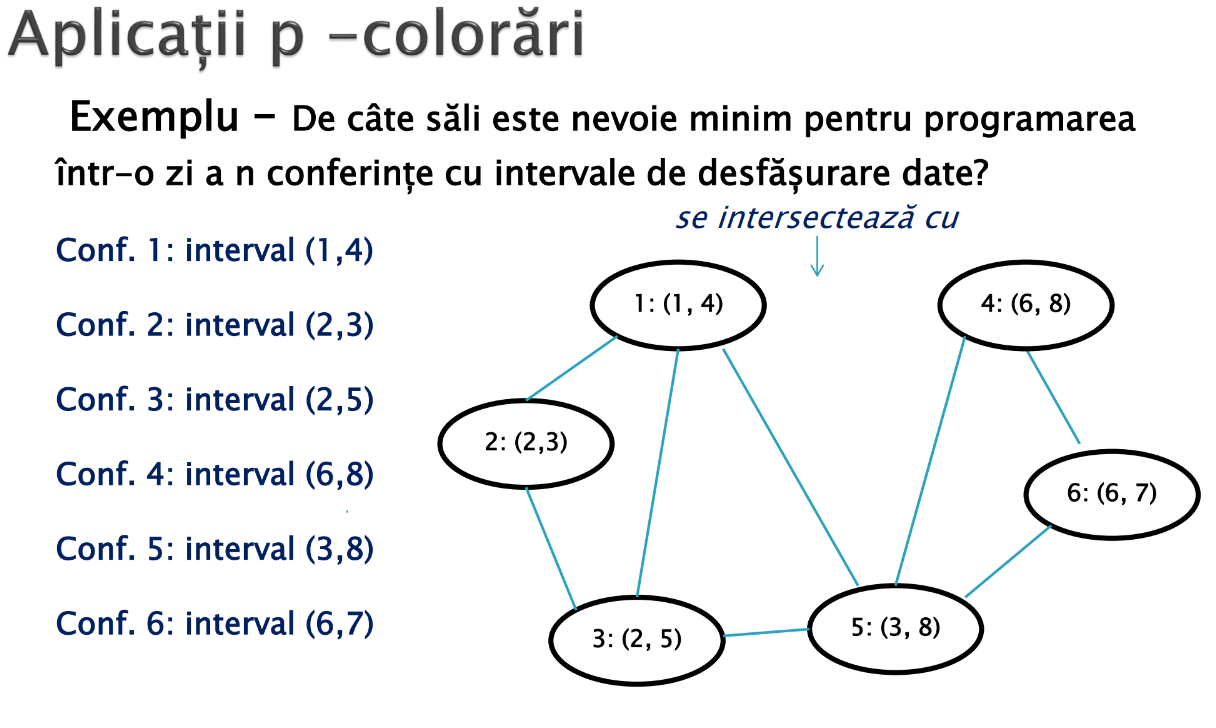 Aplicații p –colorări
Exemplu – De câte săli este nevoie minim pentru programarea
într-o zi a n conferințe cu intervale de desfășurare date?
se intersectează cu
Conf. 1: interval (1,4)
Conf. 2: interval (2,3)
Conf. 3: interval (2,5)
Conf. 4: interval (6,8)
Conf. 5: interval (3,8)
Conf. 6: interval (6,7)
1: (1, 4)
4: (6, 8)
2: (2,3)
6: (6, 7)
3: (2, 5)
5: (3, 8)